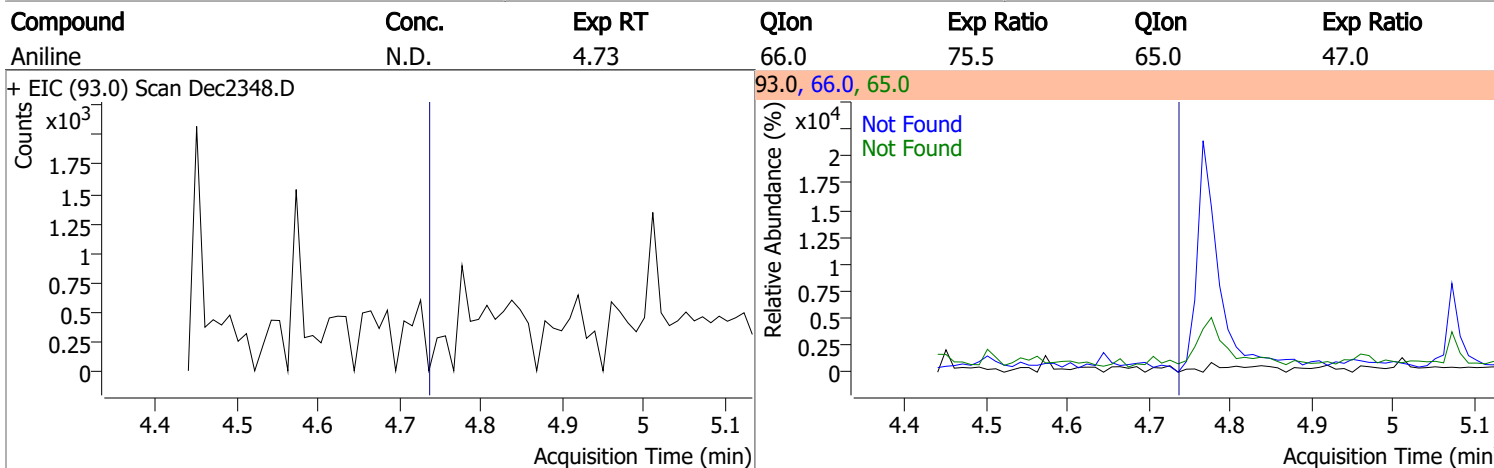 Compound Conc. Exp RT QIon Exp Ratio QIon Exp Ratio
Aniline N.D. 4.73 66.0 75.5 65.0 47.0
+ EIC (93.0) Scan Dec2348.D
Counts
x10³
1.75
1.5
1.25
1
0.75
0.5
0.25
0
4.4 4.5 4.6 4.7 4.8 4.9 5 5.1
Acquisition Time (min)
93.0, 66.0, 65.0
Relative Abundance (%)
x10⁴
Not Found
Not Found
2
1.75
1.5
1.25
1
0.75
0.5
0.25
0
4.4 4.5 4.6 4.7 4.8 4.9 5 5.1
Acquisition Time (min)